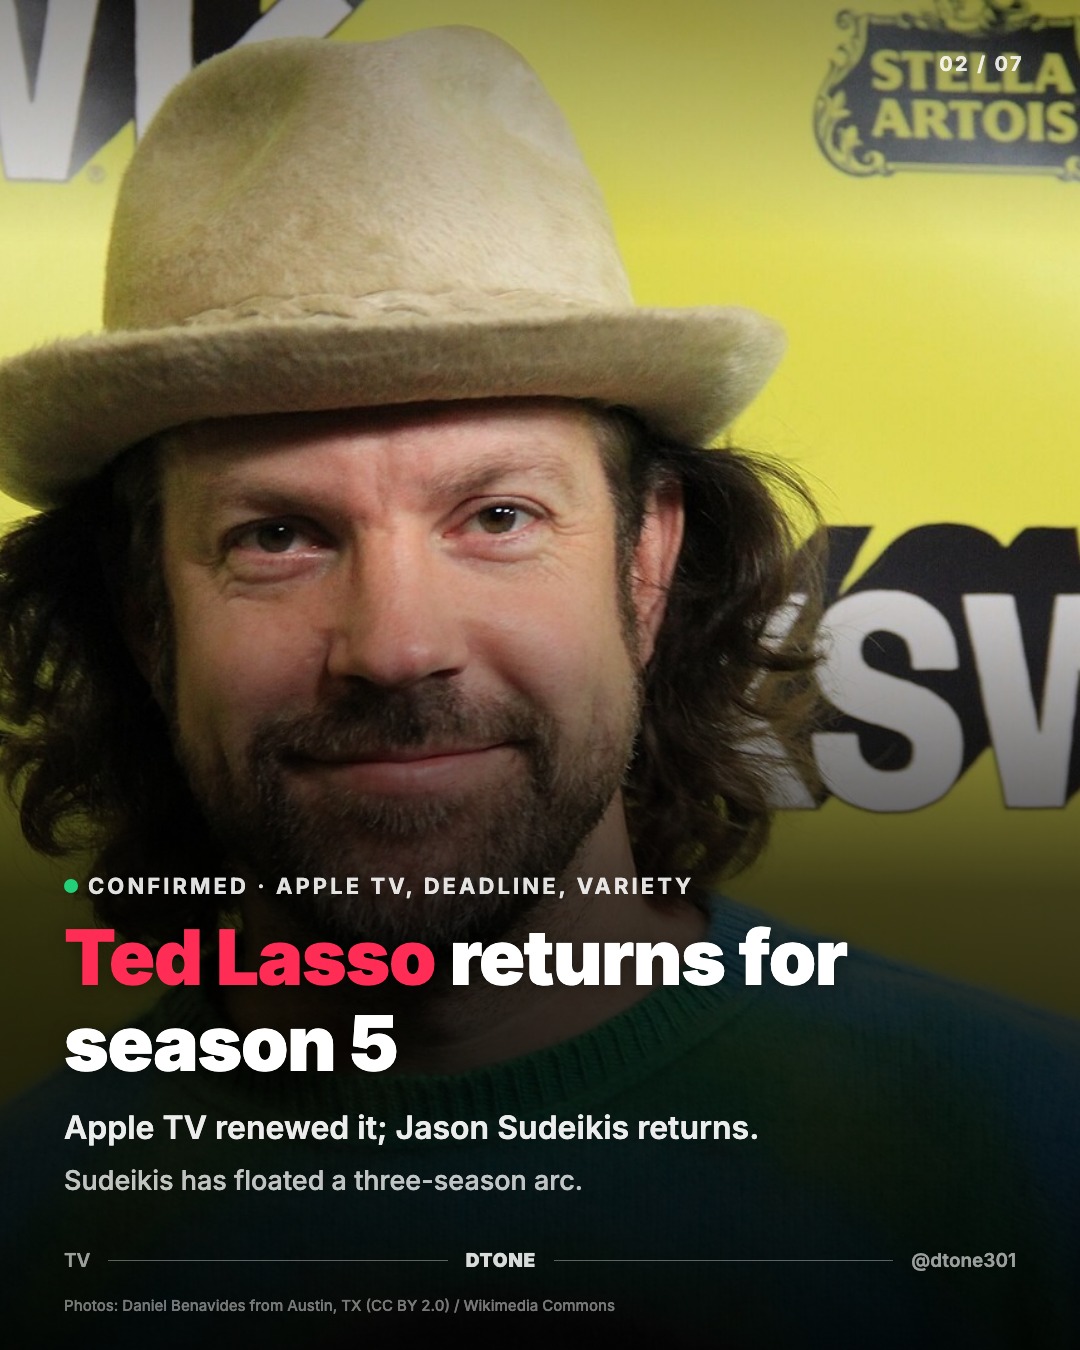 STELLA
02 / 07
ARTOIS
SV
CONFIRMED · APPLE TV, DEADLINE, VARIETY
Ted Lasso returns for
season 5
Apple TV renewed it; Jason Sudeikis returns.
Sudeikis has floated a three-season arc.
TV
DTONE
@dtone301
Photos: Daniel Benavides from Austin, TX (CC BY 2.0) / Wikimedia Commons